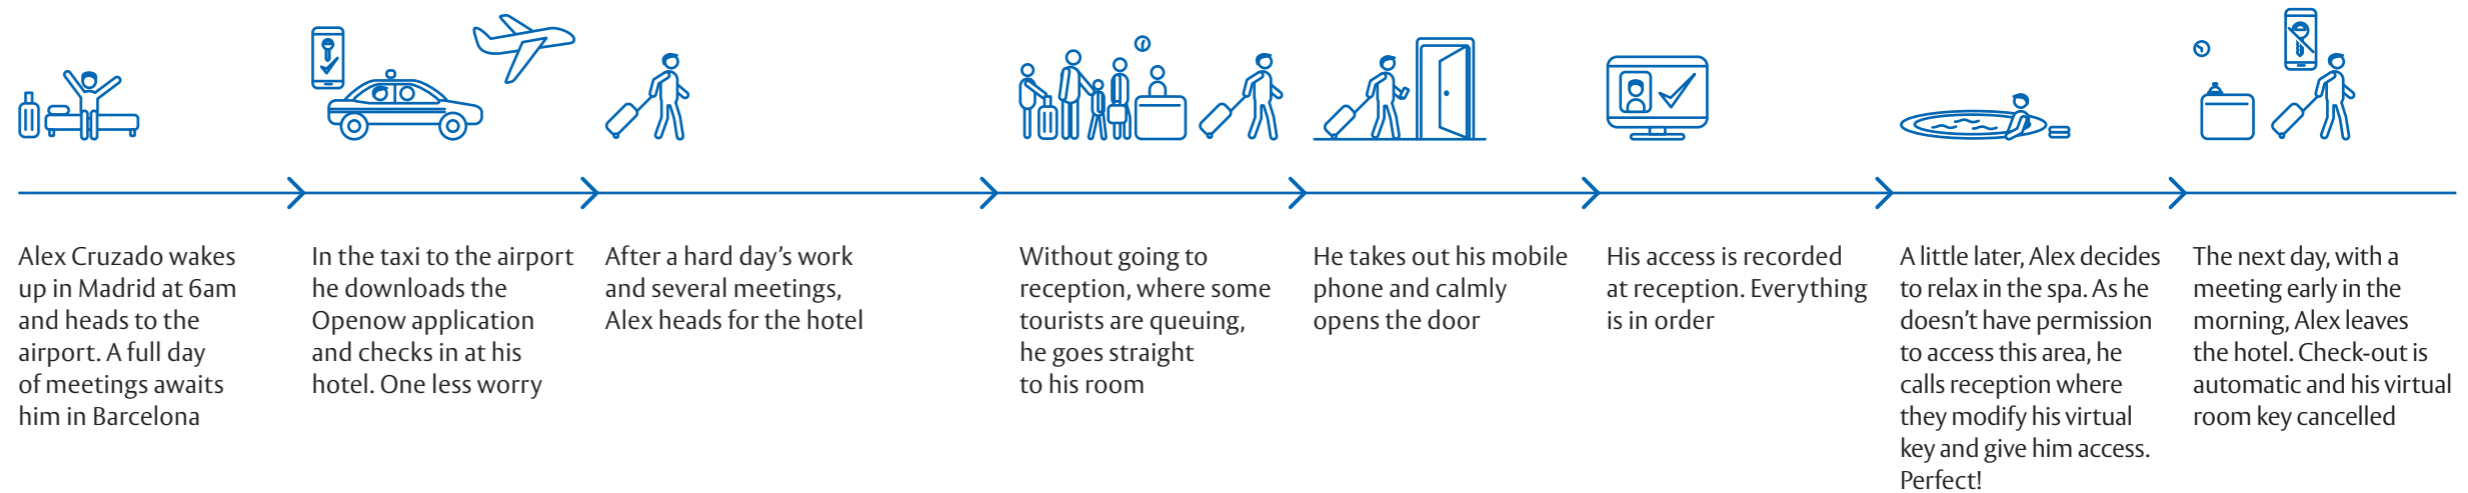 Alex Cruzado wakes
up in Madrid at 6am
and heads to the
airport. A full day
of meetings awaits
him in Barcelona
In the taxi to the airport
he downloads the
Openow application
and checks in at his
hotel. One less worry
After a hard day’s work
and several meetings,
Alex heads for the hotel
Without going to
reception, where some
tourists are queuing,
he goes straight
to his room
He takes out his mobile
phone and calmly
opens the door
His access is recorded
at reception. Everything
is in order
A little later, Alex decides
to relax in the spa. As he
doesn’t have permission
to access this area, he
calls reception where
they modify his virtual
key and give him access.
Perfect!
The next day, with a
meeting early in the
morning, Alex leaves
the hotel. Check-out is
automatic and his virtual
room key cancelled